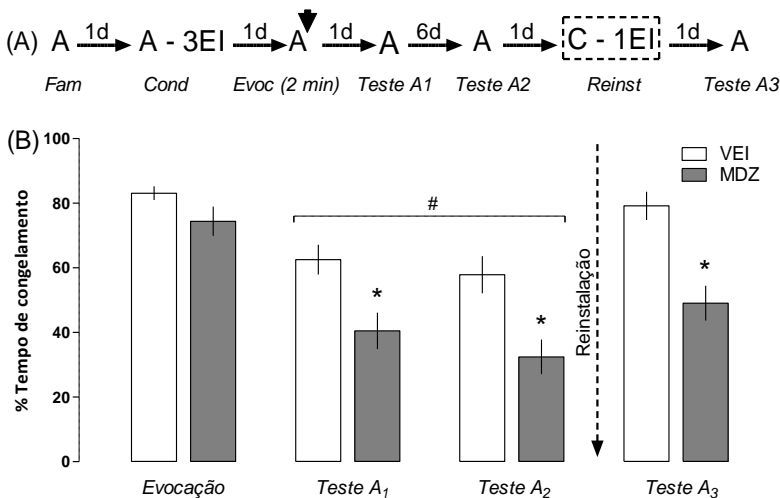 (A) A 1d A - 3EI 1d A 1d A 6d A 1d C - 1EI 1d A
Fam Cond Evoc (2 min) Teste A1 Teste A2 Reinst Teste A3
(B)
% Tempo de congelamento
100
80
60
40
20
0
VEI
MDZ
#
*
*
*
Reinstalação
Evocação Teste A1 Teste A2 Teste A3